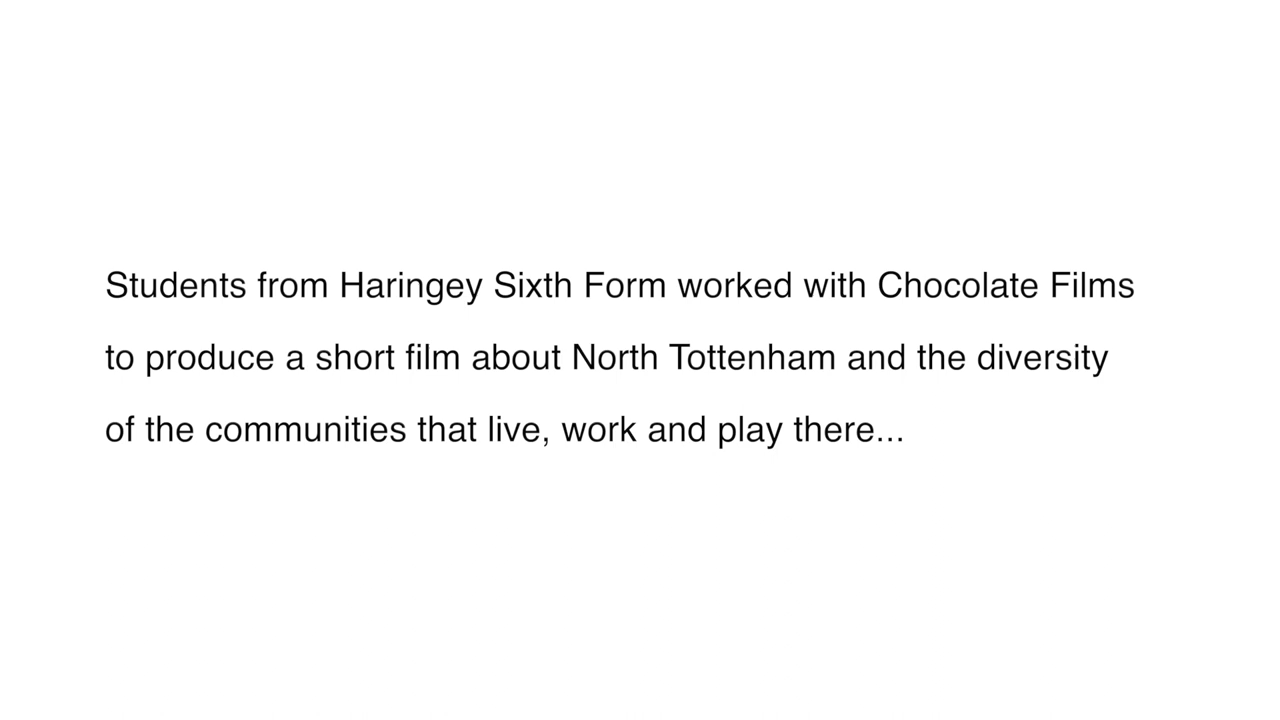 Students from Haringey Sixth Form worked with Chocolate Films
to produce a short film about North Tottenham and the diversity
of the communities that live, work and play there...